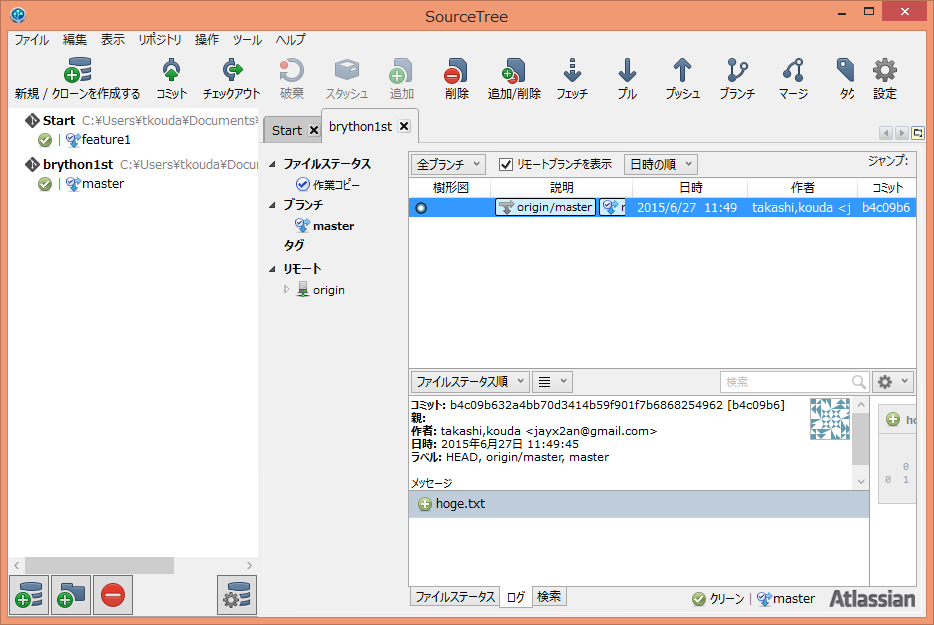 SourceTree
ファイル 編集 表示 リポジトリ 操作 ツール ヘルプ
新規 / クローンを作成する コミット チェックアウト 破棄 スタッシュ 追加 削除 追加/削除 フェッチ プル プッシュ ブランチ マージ タグ 設定
Start C:¥Users¥tkouda¥Documents¥
feature1
brython1st C:¥Users¥tkouda¥Docu
master
Start
brython1st
ファイルステータス
作業コピー
ブランチ
master
タグ
リモート
origin
全ブランチ リモートブランチを表示 日時の順 ジャンプ:
樹形図 説明 日時 作者 コミット
origin/master 2015/6/27 11:49 takashi,kouda <j b4c09b6
ファイルステータス順 検索
コミット: b4c09b632a4bb70d3414b59f901f7b6868254962 [b4c09b6]
親:
作者: takashi,kouda <jayx2an@gmail.com>
日時: 2015年6月27日 11:49:45
ラベル: HEAD, origin/master, master
メッセージ
hoge.txt
ho
0
0 1
ファイルステータス ログ 検索
クリーン master Atlassian